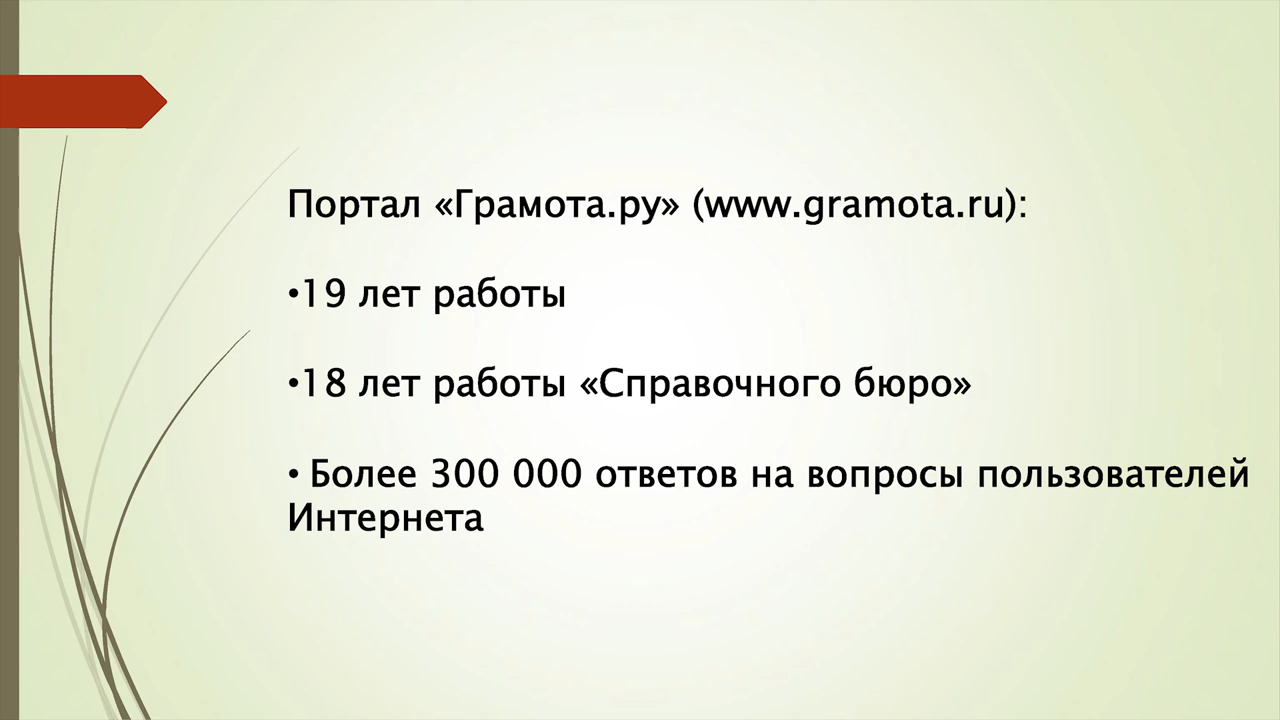 Портал «Грамота.ру» (www.gramota.ru):
•19 лет работы
•18 лет работы «Справочного бюро»
• Более 300 000 ответов на вопросы пользователей
Интернета